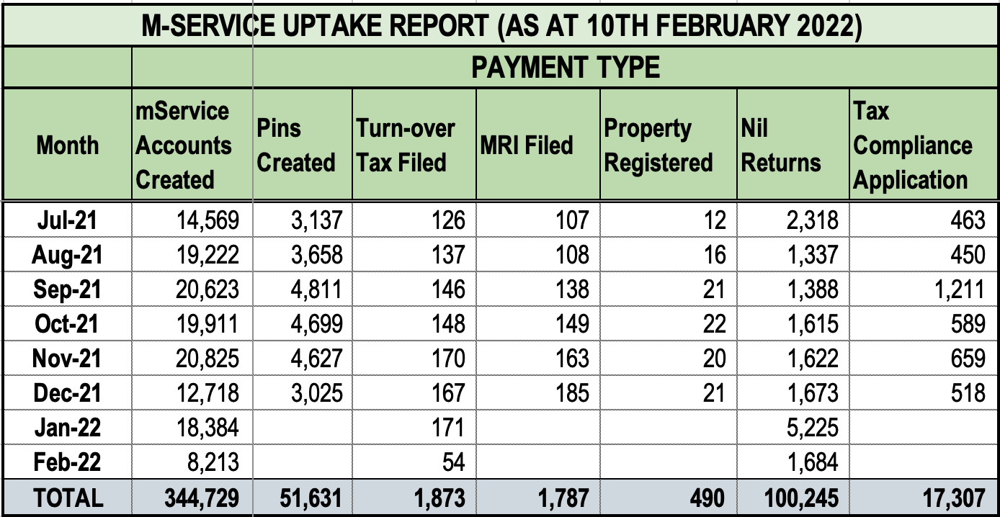 M-SERVICE UPTAKE REPORT (AS AT 10TH FEBRUARY 2022)
PAYMENT TYPE
Month mService Accounts Created Pins Created Turn-over Tax Filed MRI Filed Property Registered Nil Returns Tax Compliance Application
Jul-21 14,569 3,137 126 107 12 2,318 463
Aug-21 19,222 3,658 137 108 16 1,337 450
Sep-21 20,623 4,811 146 138 21 1,388 1,211
Oct-21 19,911 4,699 148 149 22 1,615 589
Nov-21 20,825 4,627 170 163 20 1,622 659
Dec-21 12,718 3,025 167 185 21 1,673 518
Jan-22 18,384 171 5,225
Feb-22 8,213 54 1,684
TOTAL 344,729 51,631 1,873 1,787 490 100,245 17,307